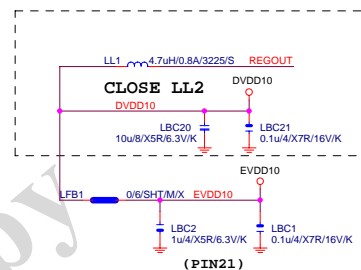 LL1 4.7uH/0.8A/3225/S REGOUT
CLOSE LL2
DVDD10
DVDD10
LBC20
10u/8/X5R/6.3V/K
LBC21
0.1u/4/X7R/16V/K
EVDD10
LFB1 0/6/SHT/M/X EVDD10
LBC2
1u/4/X5R/6.3V/K
LBC1
0.1u/4/X7R/16V/K
(PIN21)
by